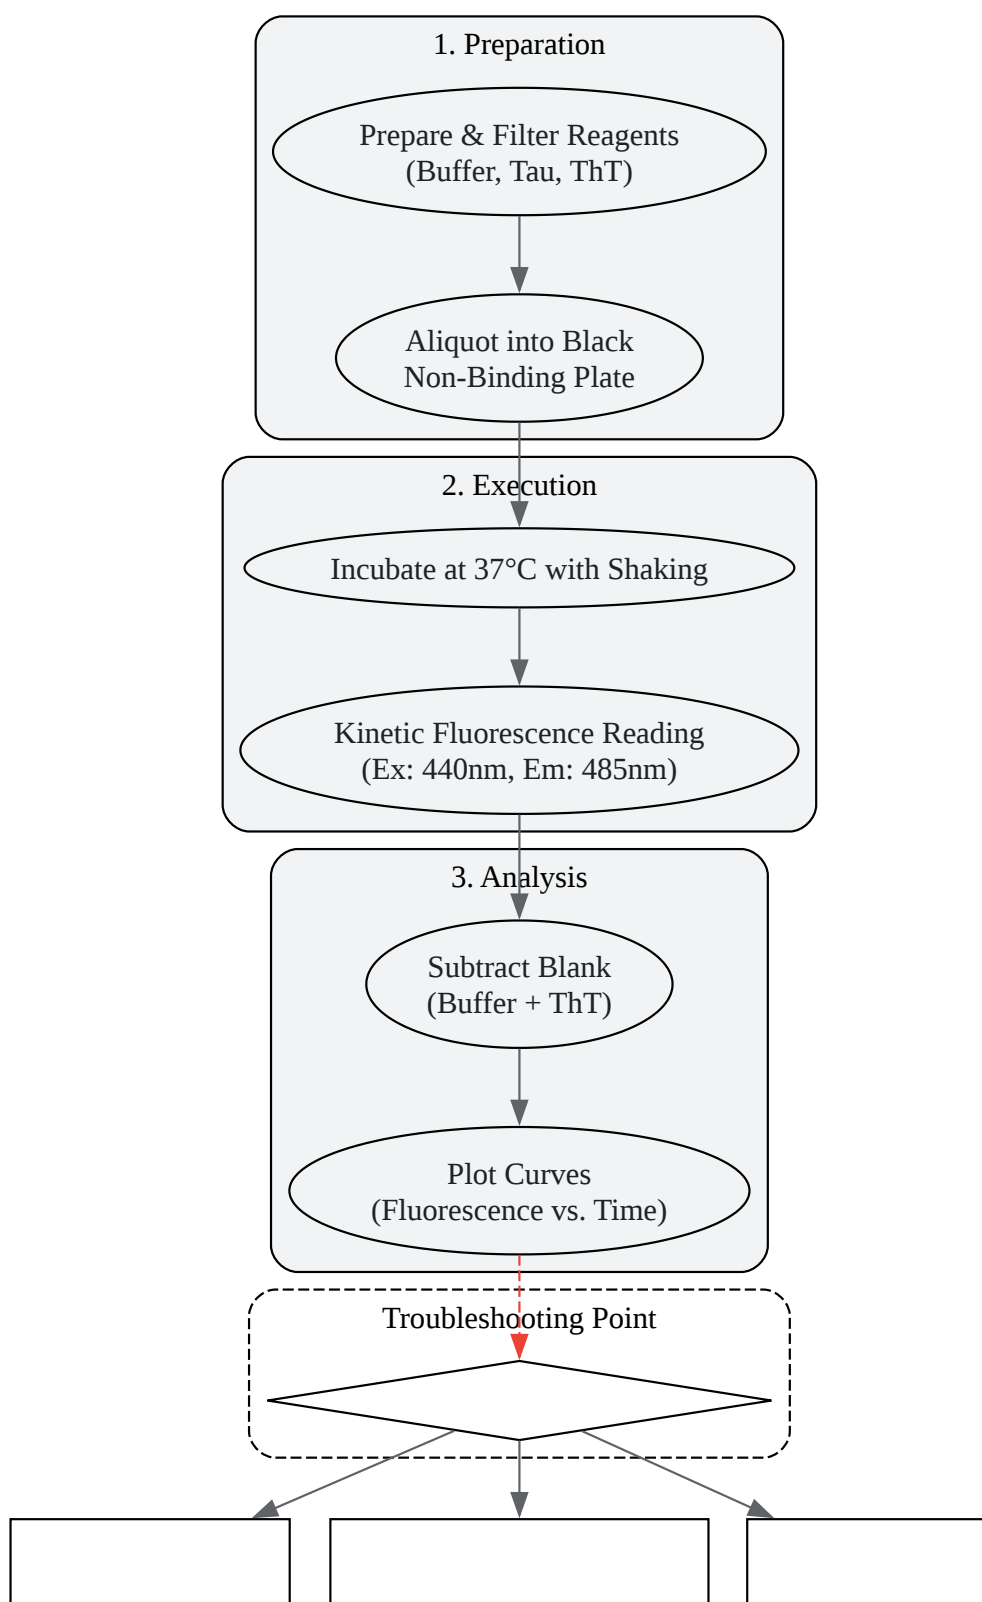 1. Preparation
Prepare & Filter Reagents
(Buffer, Tau, ThT)
Aliquot into Black
Non-Binding Plate
2. Execution
Incubate at 37°C with Shaking
Kinetic Fluorescence Reading
(Ex: 440nm, Em: 485nm)
3. Analysis
Subtract Blank
(Buffer + ThT)
Plot Curves
(Fluorescence vs. Time)
Troubleshooting Point